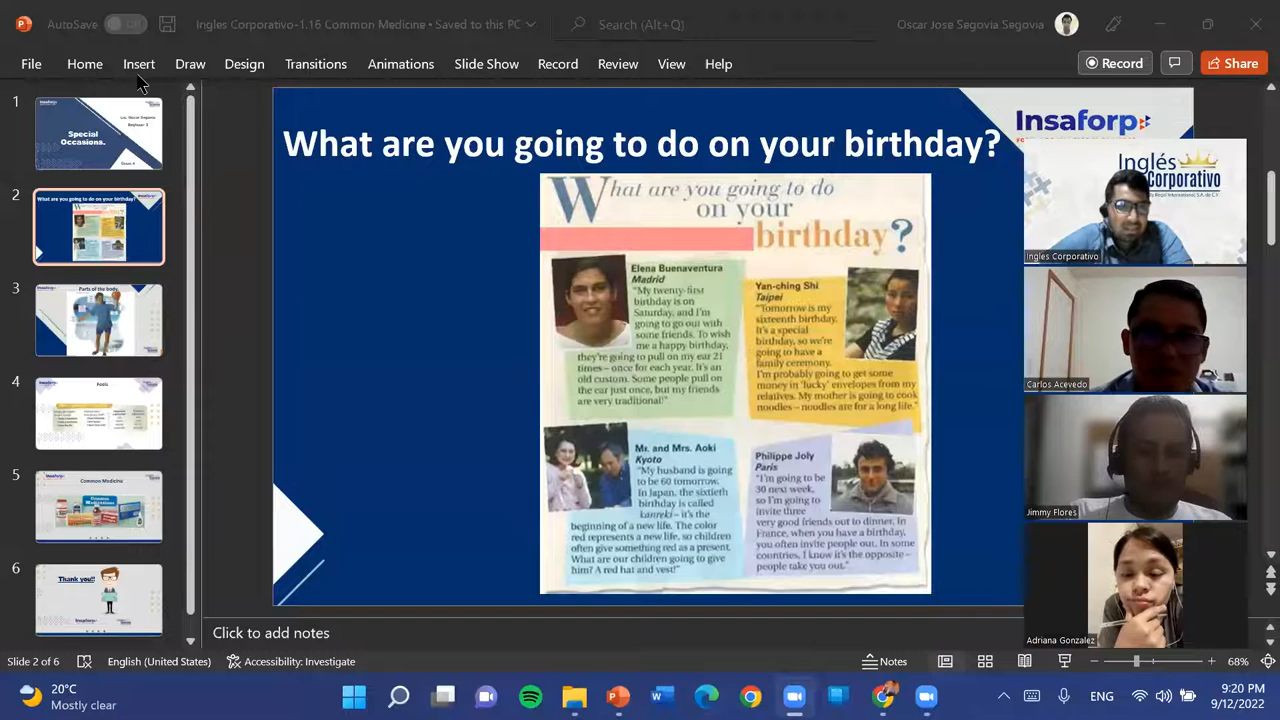 AutoSave Off Ingles Corporativo-1.16 Common Medicine • Saved to this PC Search (Alt+Q) Oscar Jose Segovia Segovia
File Home Insert Draw Design Transitions Animations Slide Show Record Review View Help Record Share
1
Special
Occasions.
2
What are you going to do on your birthday?
3
Parts of the body.
4
5
Common Medicine
6
Thank you!!
What are you going to do on your birthday?
Insaforp
Inglés
Corporativo
What are you going to do
on your
birthday?
Elena Buenaventura
Madrid
"My twenty-first
birthday is on
Saturday, and I'm
going to go out with
some friends. To wish
me a happy birthday,
they're going to pull on my ear 21
times – once for each year. It's an
old custom. Some people pull on
the ear just once, but my friends
are very traditional!"
Yan-ching Shi
Taipei
"Tomorrow is my
sixteenth birthday.
It's a special
birthday, so we're
going to have a
family ceremony.
I'm probably going to get some
money in 'lucky' envelopes from my
relatives. My mother is going to cook
noodles – noodles are for a long life."
Mr. and Mrs. Aoki
Kyoto
"My husband is going
to be 60 tomorrow.
In Japan, the sixtieth
birthday is called
kanreki – it's the
beginning of a new life. The color
red represents a new life, so children
often give something red as a present.
What are our children going to give
him? A red hat and vest!"
Philippe Joly
Paris
"I'm going to be
30 next week,
so I'm going to
invite three
very good friends out to dinner. In
France, when you have a birthday,
you often invite people out. In some
countries, I know it's the opposite –
people take you out."
Ingles Corporativo
Carlos Acevedo
Jimmy Flores
Adriana Gonzalez
Click to add notes
Slide 2 of 6 English (United States) Accessibility: Investigate Notes 68%
20°C
Mostly clear
ENG
9:20 PM
9/12/2022